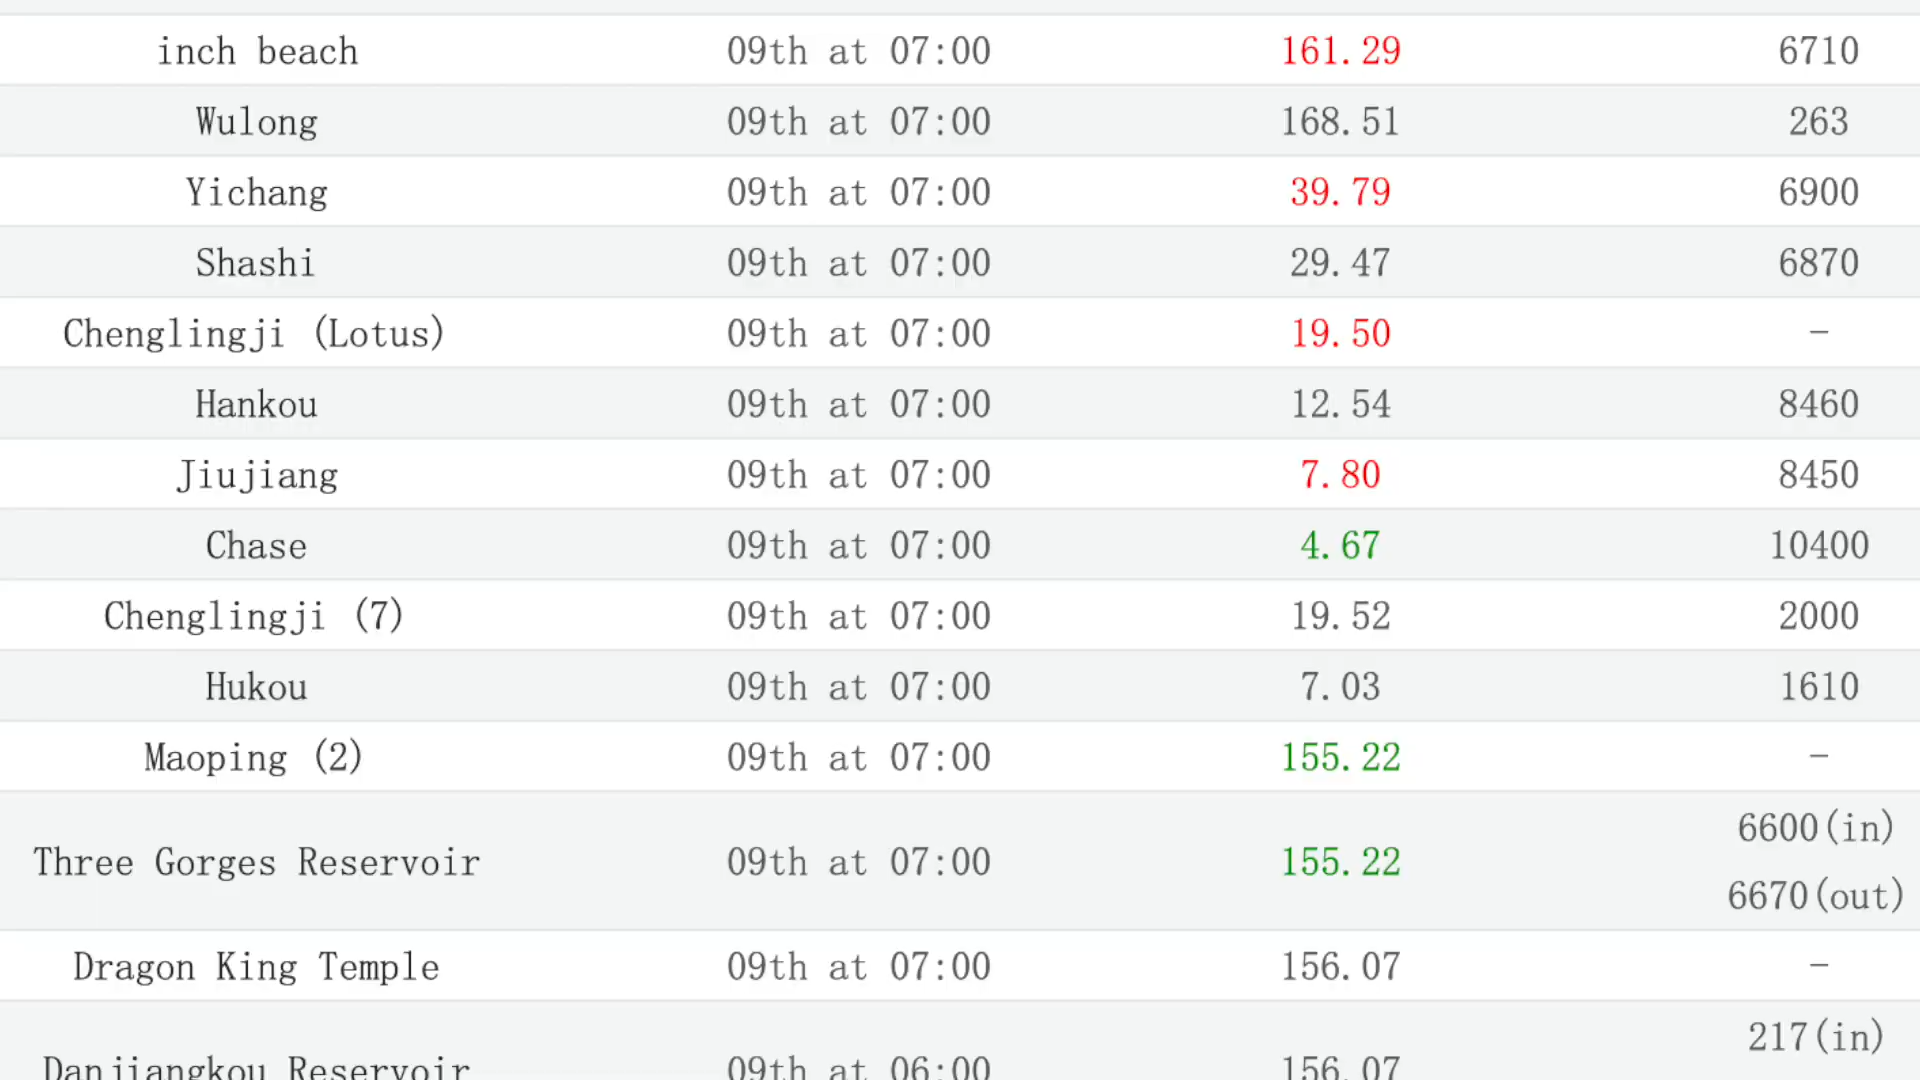 inch beach 09th at 07:00 161.29 6710
Wulong 09th at 07:00 168.51 263
Yichang 09th at 07:00 39.79 6900
Shashi 09th at 07:00 29.47 6870
Chenglingji (Lotus) 09th at 07:00 19.50 -
Hankou 09th at 07:00 12.54 8460
Jiujiang 09th at 07:00 7.80 8450
Chase 09th at 07:00 4.67 10400
Chenglingji (7) 09th at 07:00 19.52 2000
Hukou 09th at 07:00 7.03 1610
Maoping (2) 09th at 07:00 155.22 -
Three Gorges Reservoir 09th at 07:00 155.22 6600(in)
6670(out)
Dragon King Temple 09th at 07:00 156.07 -
Danjiangkou Reservoir 09th at 06:00 156.07 217(in)